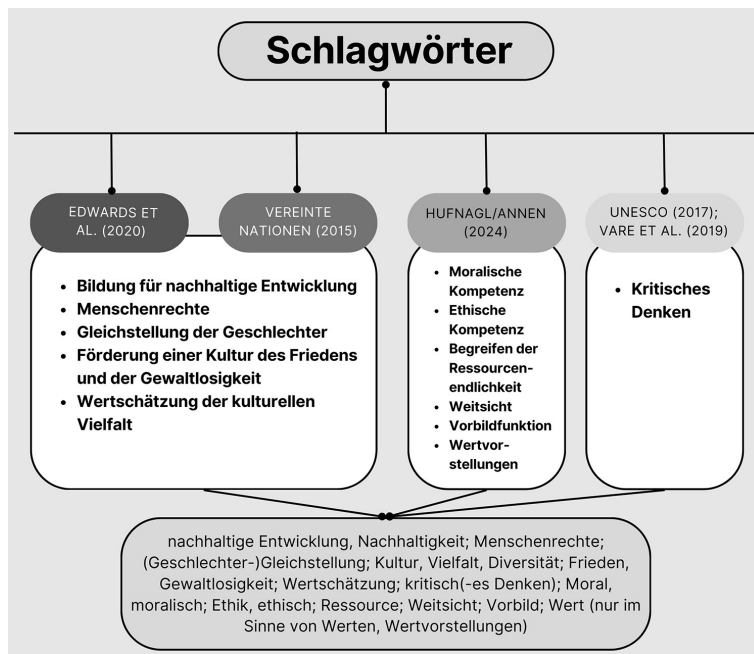 Schlagwörter
EDWARDS ET
AL. (2020)
VEREINTE
NATIONEN (2015)
• Bildung für nachhaltige Entwicklung
• Menschenrechte
• Gleichstellung der Geschlechter
• Förderung einer Kultur des Friedens
und der Gewaltlosigkeit
• Wertschätzung der kulturellen
Vielfalt
HUFNAGL/ANNEN
(2024)
• Moralische
Kompetenz
• Ethische
Kompetenz
• Begreifen der
Ressourcen-
endlichkeit
• Weitsicht
• Vorbildfunktion
• Wertvor-
stellungen
UNESCO (2017);
VARE ET AL. (2019)
• Kritisches
Denken
nachhaltige Entwicklung, Nachhaltigkeit; Menschenrechte;
(Geschlechter-)Gleichstellung; Kultur, Vielfalt, Diversität; Frieden,
Gewaltlosigkeit; Wertschätzung; kritisch(-es Denken); Moral,
moralisch; Ethik, ethisch; Ressource; Weitsicht; Vorbild; Wert (nur im
Sinne von Werten, Wertvorstellungen)